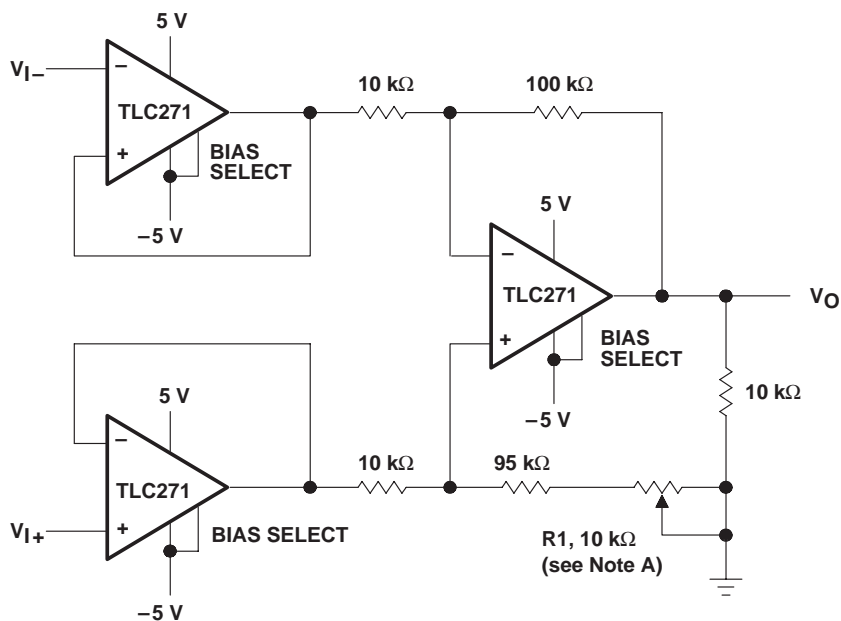 5 V
V_I−
−
TLC271
+
BIAS
SELECT
−5 V
10 kΩ
100 kΩ
5 V
−
TLC271
+
BIAS
SELECT
−5 V
V_O
10 kΩ
5 V
−
TLC271
V_I+
+
BIAS SELECT
−5 V
10 kΩ
95 kΩ
R1, 10 kΩ
(see Note A)